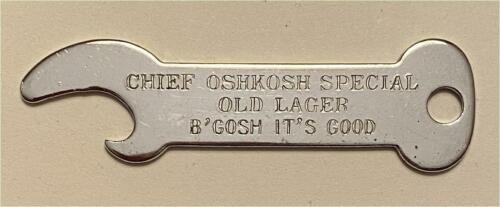 CHIEF OSHKOSH SPECIAL
OLD LAGER
B'GOSH IT'S GOOD